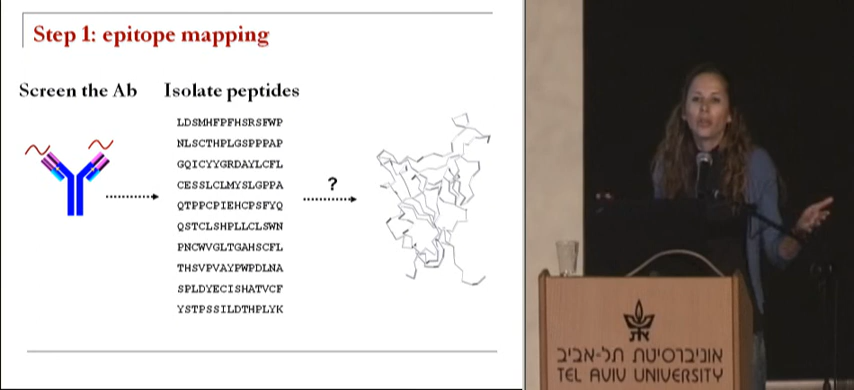 Step 1: epitope mapping
Screen the Ab
Isolate peptides
LDSMHFPFHSRSFWP
NLSCTHPLGSPPPAP
GQICYYGRDAYLCFL
CESSLCLMYSLGPPA
QTPPCPIEHCPSFYQ
QSTCLSHPLLCLSWN
PNCWVGLTGAHSCFL
THSVPVAYPWPDLNA
SPLDYECISHATVCF
YSTPSSILDTHPLYK
?
אוניברסיטת תל-אביב
TEL AVIV UNIVERSITY